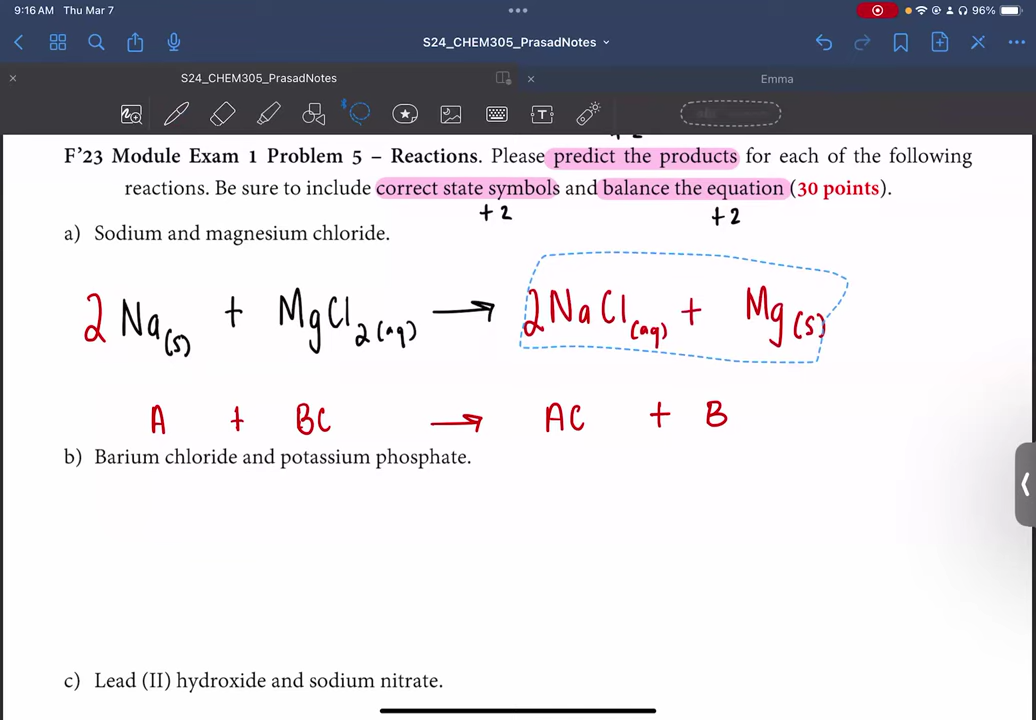 9:16 AM Thu Mar 7
96%
S24_CHEM305_PrasadNotes
S24_CHEM305_PrasadNotes
Emma
T
F'23 Module Exam 1 Problem 5 – Reactions. Please predict the products for each of the following
reactions. Be sure to include correct state symbols and balance the equation (30 points).
+2 +2
a) Sodium and magnesium chloride.
2 Na(s) + MgCl2(aq) → 2NaCl(aq) + Mg(s)
A + BC → AC + B
b) Barium chloride and potassium phosphate.
c) Lead (II) hydroxide and sodium nitrate.